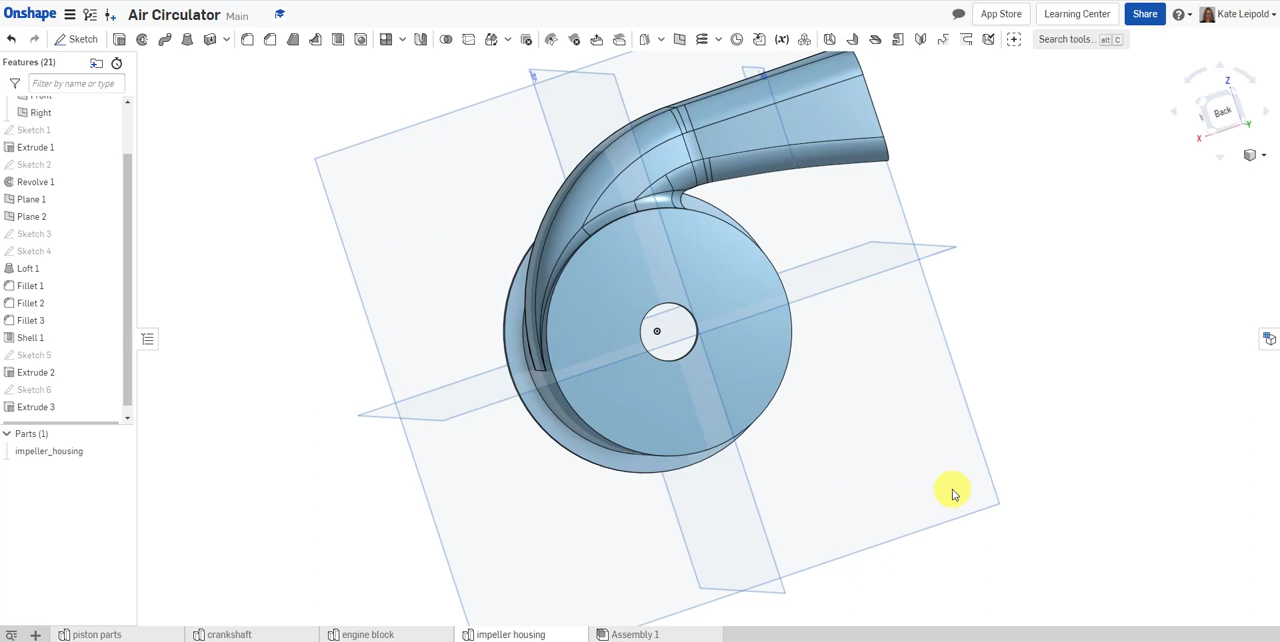 Onshape Air Circulator Main App Store Learning Center Share Kate Leipold
Sketch Search tools... alt C
Features (21)
Filter by name or type
Front
Right
Sketch 1
Extrude 1
Sketch 2
Revolve 1
Plane 1
Plane 2
Sketch 3
Sketch 4
Loft 1
Fillet 1
Fillet 2
Fillet 3
Shell 1
Sketch 5
Extrude 2
Sketch 6
Extrude 3
Parts (1)
impeller_housing
Z
Back
X Y
piston parts crankshaft engine block impeller housing Assembly 1